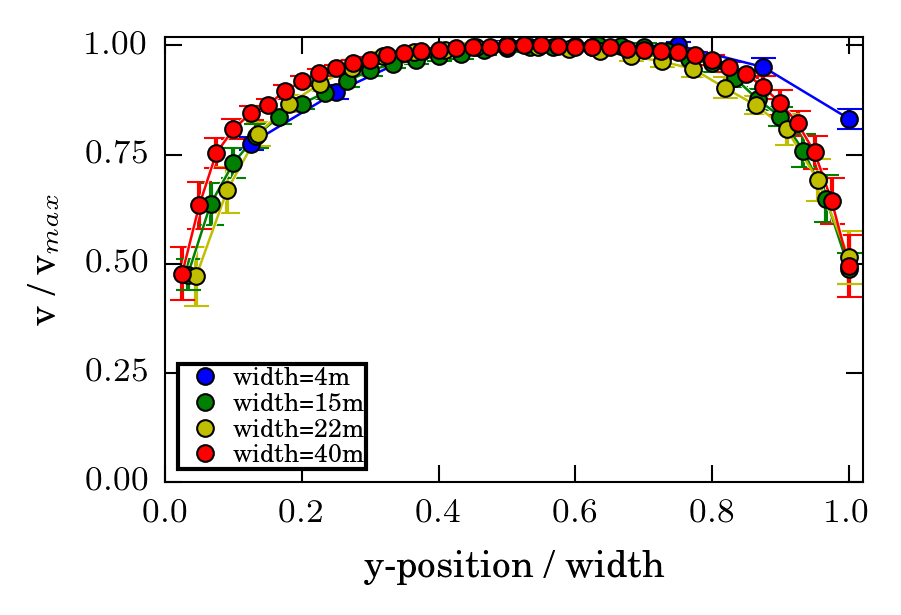 1.00
0.75
0.50
0.25
0.00
v / v_max
width=4m
width=15m
width=22m
width=40m
0.0 0.2 0.4 0.6 0.8 1.0
y-position / width